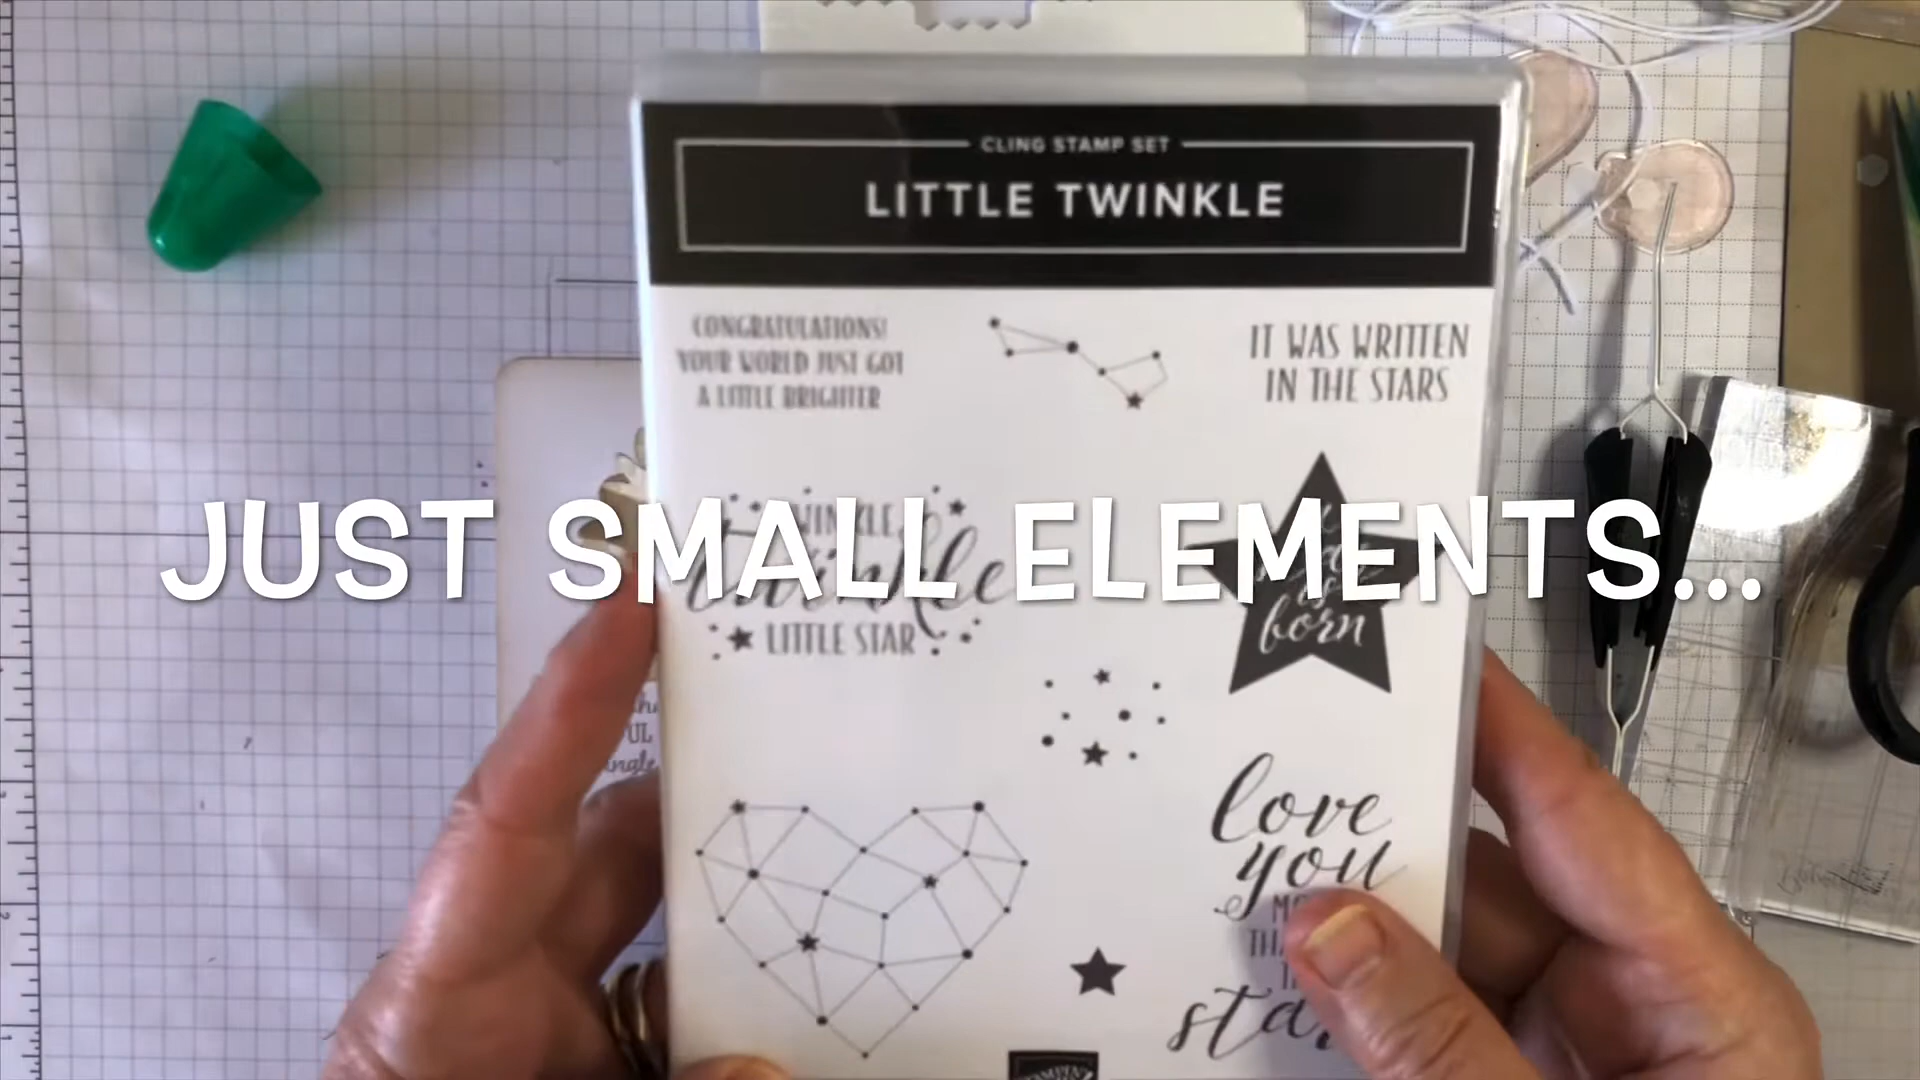 CLING STAMP SET
LITTLE TWINKLE
CONGRATULATIONS!
YOUR WORLD JUST GOT
A LITTLE BRIGHTER
IT WAS WRITTEN
IN THE STARS
JUST SMALL ELEMENTS...
twinkle
LITTLE STAR
born
love
you